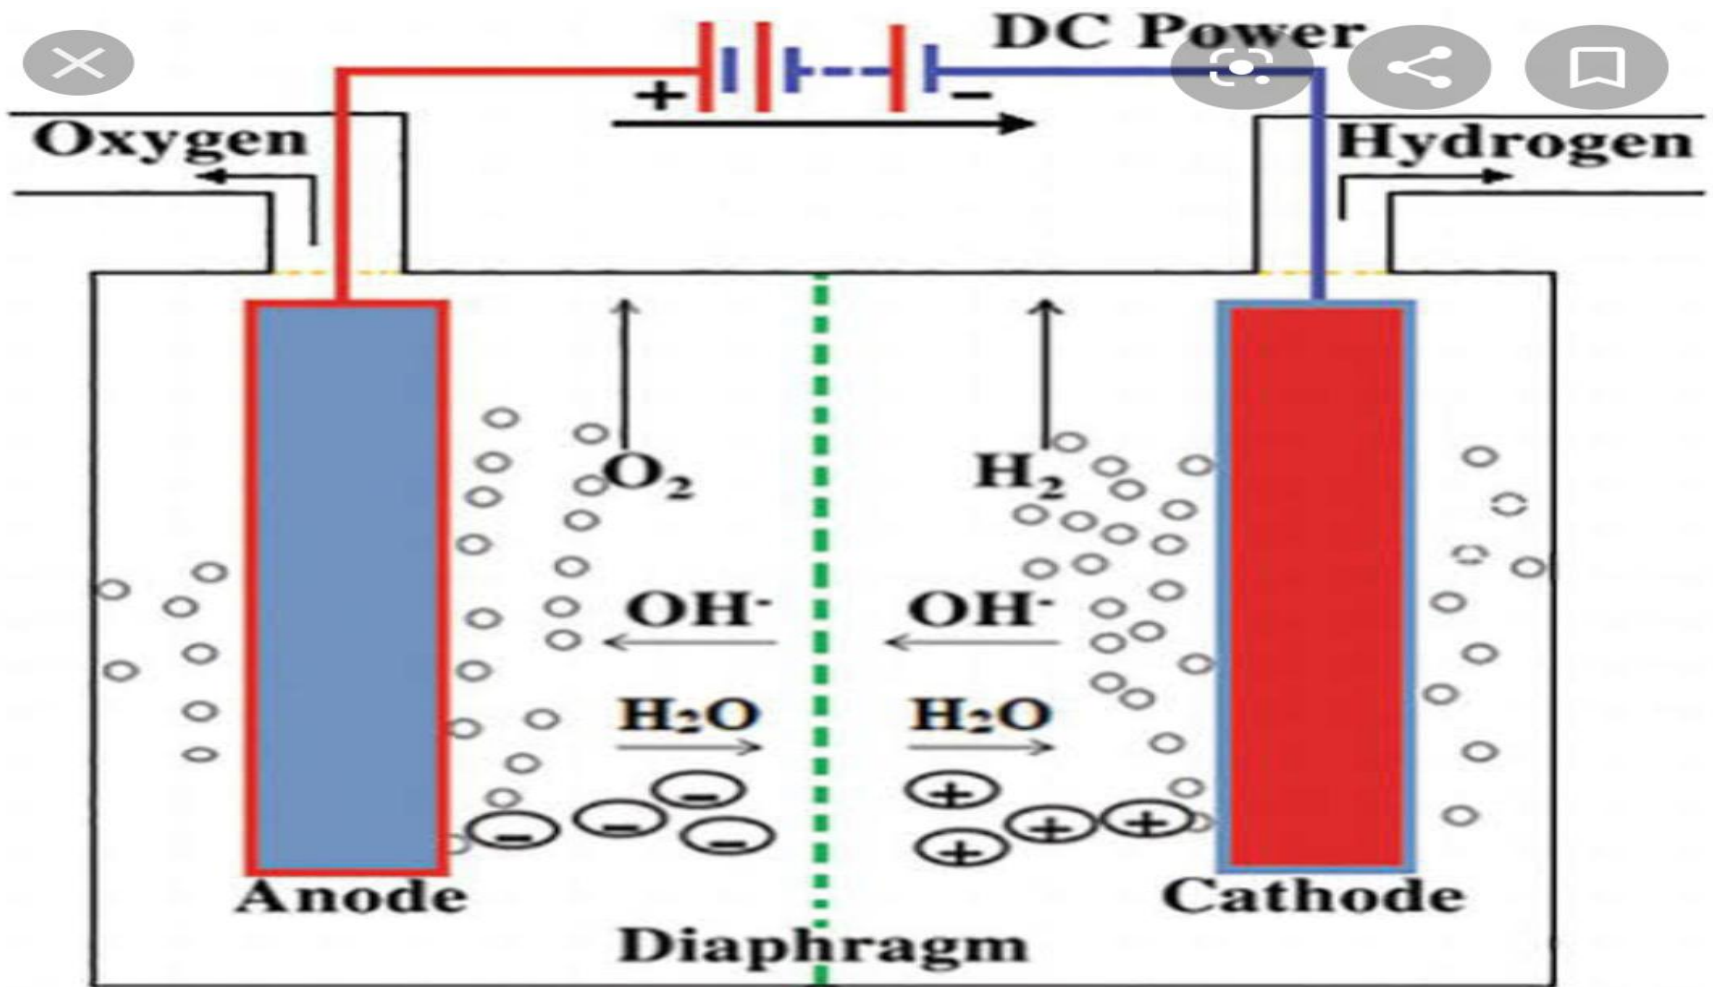 DC Power
+ −
Oxygen
Hydrogen
O₂
H₂
OH⁻
OH⁻
H₂O
H₂O
− − − −
+ + + +
Anode
Cathode
Diaphragm